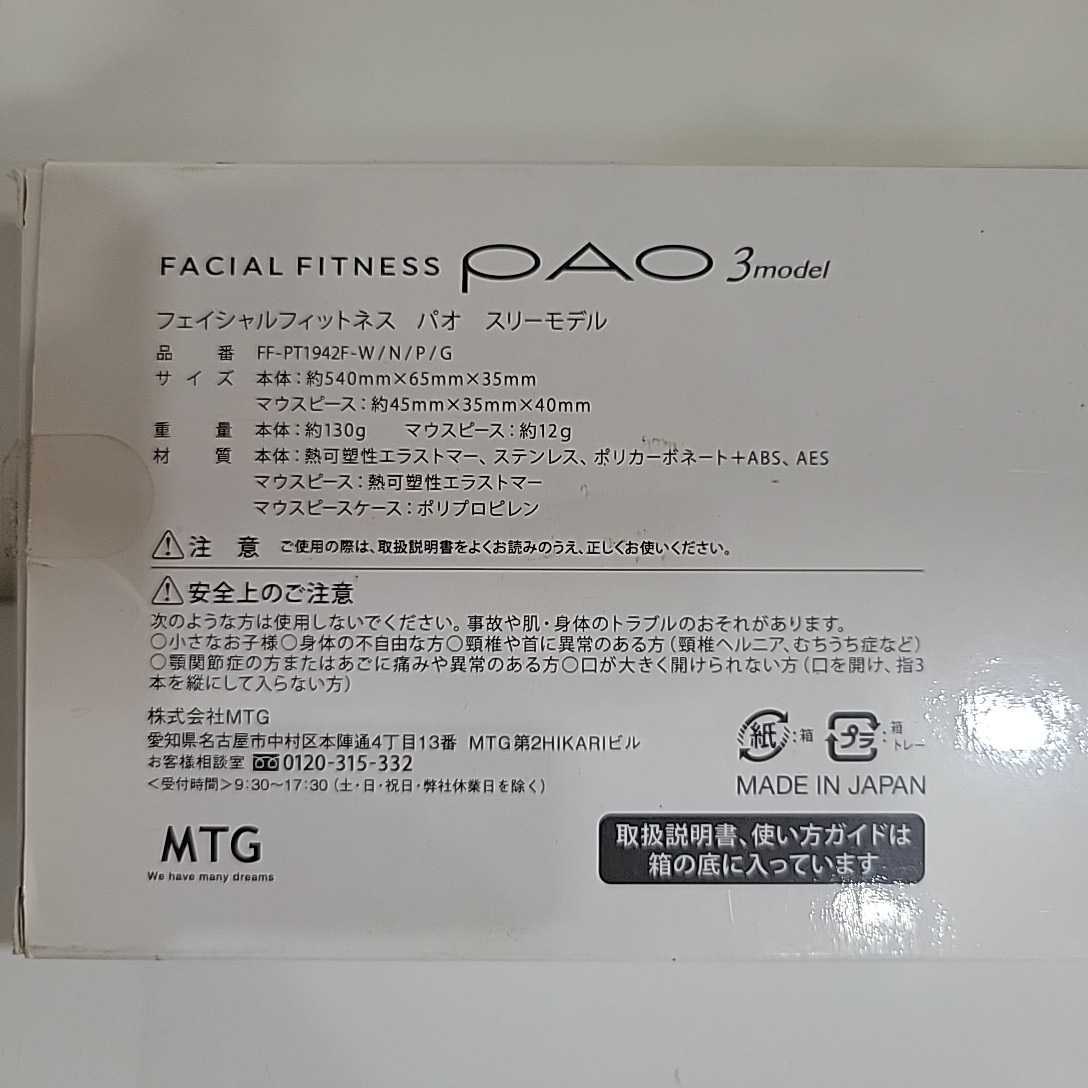 FACIAL FITNESS PAO 3model
フェイシャルフィットネス パオ スリーモデル
品番 FF-PT1942F-W/N/P/G
サイズ 本体：約540mm×65mm×35mm
マウスピース：約45mm×35mm×40mm
重量 本体：約130g マウスピース：約12g
材質 本体：熱可塑性エラストマー、ステンレス、ポリカーボネート＋ABS、AES
マウスピース：熱可塑性エラストマー
マウスピースケース：ポリプロピレン
⚠注意 ご使用の際は、取扱説明書をよくお読みのうえ、正しくお使いください。
⚠安全上のご注意
次のような方は使用しないでください。事故や肌・身体のトラブルのおそれがあります。
○小さなお子様○身体の不自由な方○頸椎や首に異常のある方（頸椎ヘルニア、むちうち症など）
○顎関節症の方またはあごに痛みや異常のある方○口が大きく開けられない方（口を開け、指3
本を縦にして入らない方）
株式会社MTG
愛知県名古屋市中村区本陣通4丁目13番 MTG第2HIKARIビル
お客様相談室 0120-315-332
＜受付時間＞9:30〜17:30（土・日・祝日・弊社休業日を除く）
紙：箱 プラ：箱
トレー
MADE IN JAPAN
MTG
We have many dreams
取扱説明書、使い方ガイドは
箱の底に入っています